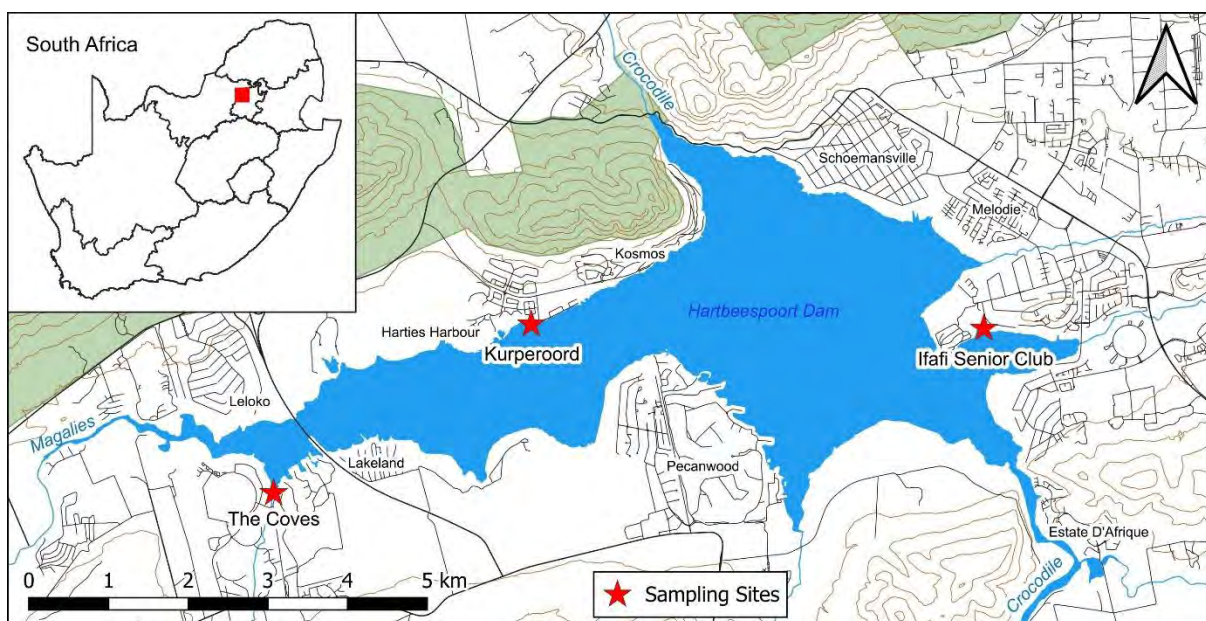 South Africa
Crocodile
Schoemansville
Melodie
Kosmos
Hartbeespoort Dam
Harties Harbour
Kurperoord
Ifafi Senior Club
Leloko
Magalies
Lakeland
Pecanwood
The Coves
Estate D'Afrique
Crocodile
0 1 2 3 4 5 km
Sampling Sites